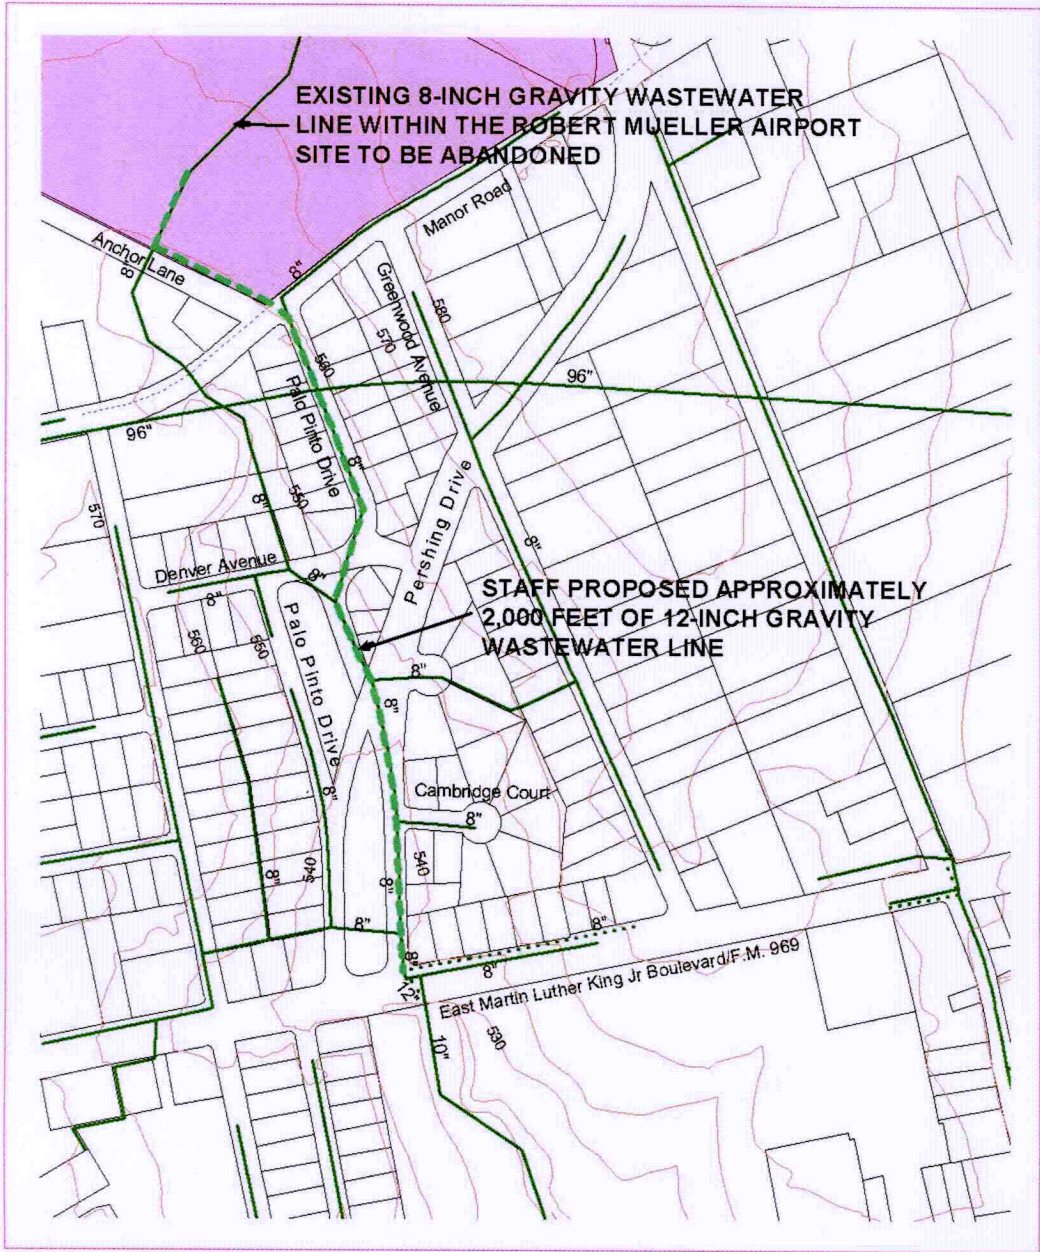 EXISTING 8-INCH GRAVITY WASTEWATER
LINE WITHIN THE ROBERT MUELLER AIRPORT
SITE TO BE ABANDONED
Manor Road
Anchor Lane
8"
8"
Greenwood Avenue
580
570
560
96"
Palo Pinto Drive
96"
8"
8"
550
570
Pershing Drive
8"
Denver Avenue
8"
8"
STAFF PROPOSED APPROXIMATELY
2,000 FEET OF 12-INCH GRAVITY
WASTEWATER LINE
Palo Pinto Drive
560
550
8"
8"
Cambridge Court
8"
8"
540
540
8"
8"
8"
8"
8"
8"
12"
East Martin Luther King Jr Boulevard/F.M. 969
530
10"